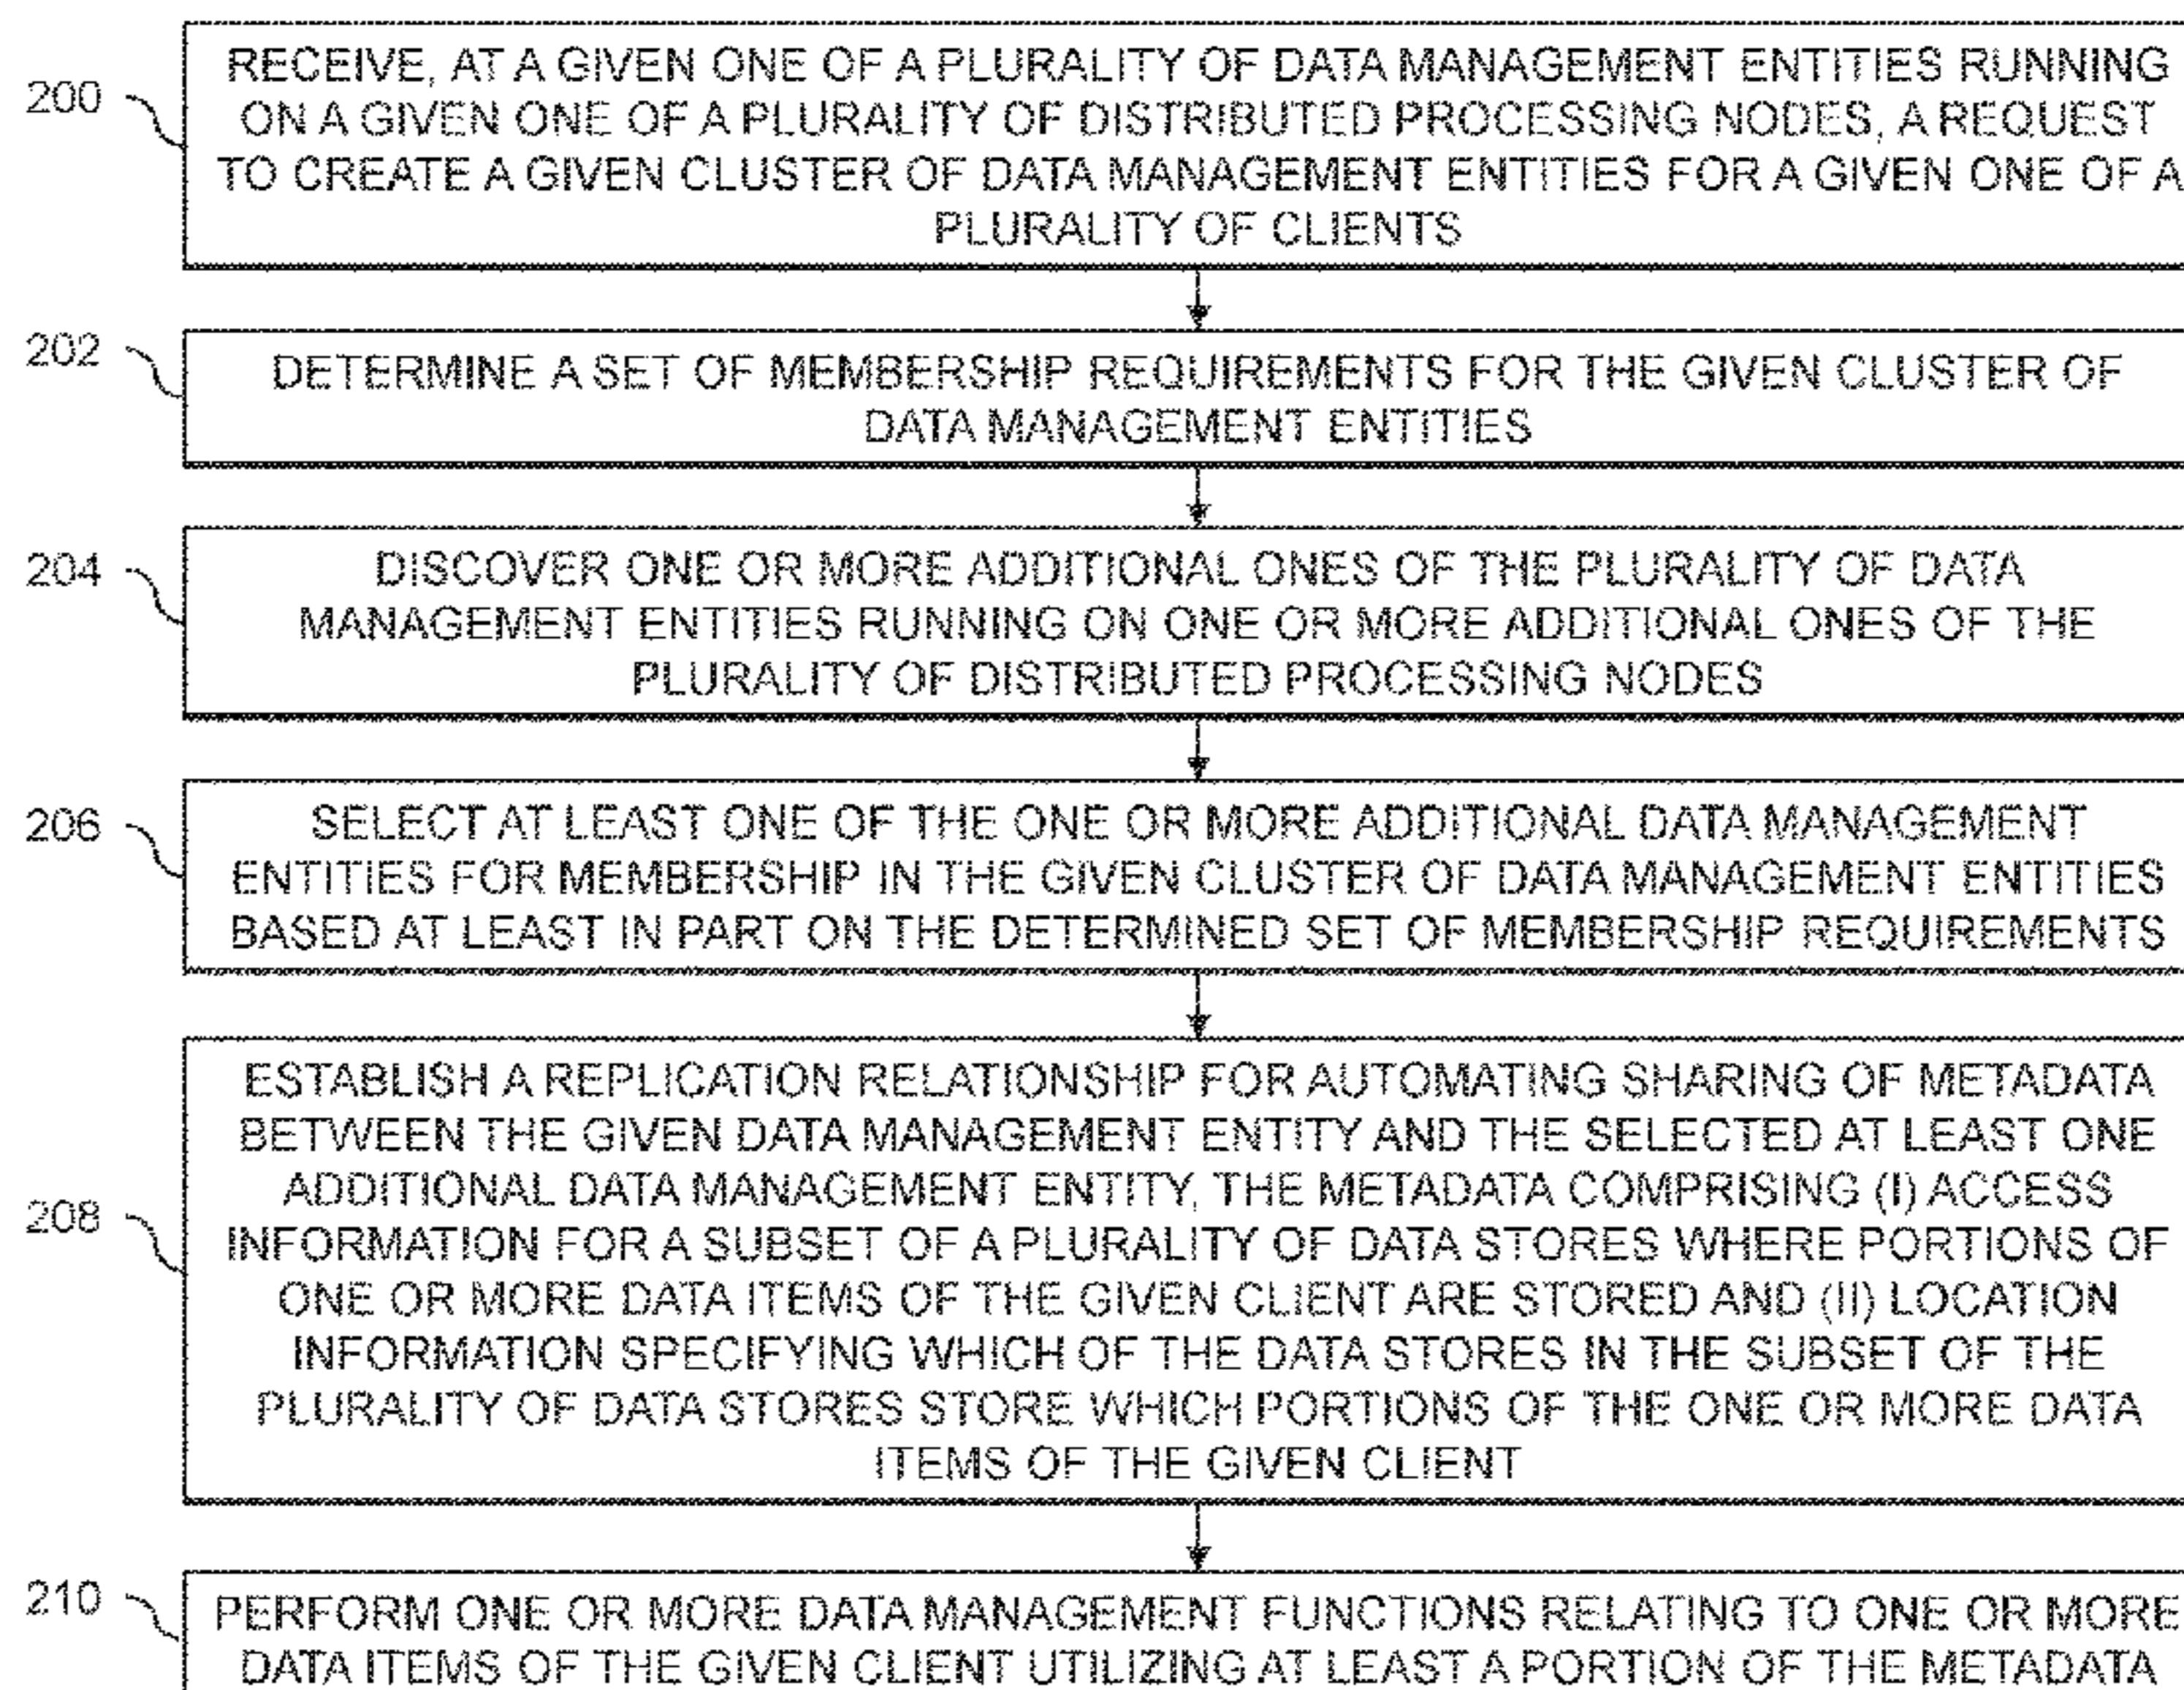 200
RECEIVE, AT A GIVEN ONE OF A PLURALITY OF DATA MANAGEMENT ENTITIES RUNNING
ON A GIVEN ONE OF A PLURALITY OF DISTRIBUTED PROCESSING NODES, A REQUEST
TO CREATE A GIVEN CLUSTER OF DATA MANAGEMENT ENTITIES FOR A GIVEN ONE OF A
PLURALITY OF CLIENTS
202
DETERMINE A SET OF MEMBERSHIP REQUIREMENTS FOR THE GIVEN CLUSTER OF
DATA MANAGEMENT ENTITIES
204
DISCOVER ONE OR MORE ADDITIONAL ONES OF THE PLURALITY OF DATA
MANAGEMENT ENTITIES RUNNING ON ONE OR MORE ADDITIONAL ONES OF THE
PLURALITY OF DISTRIBUTED PROCESSING NODES
206
SELECT AT LEAST ONE OF THE ONE OR MORE ADDITIONAL DATA MANAGEMENT
ENTITIES FOR MEMBERSHIP IN THE GIVEN CLUSTER OF DATA MANAGEMENT ENTITIES
BASED AT LEAST IN PART ON THE DETERMINED SET OF MEMBERSHIP REQUIREMENTS
208
ESTABLISH A REPLICATION RELATIONSHIP FOR AUTOMATING SHARING OF METADATA
BETWEEN THE GIVEN DATA MANAGEMENT ENTITY AND THE SELECTED AT LEAST ONE
ADDITIONAL DATA MANAGEMENT ENTITY, THE METADATA COMPRISING (I) ACCESS
INFORMATION FOR A SUBSET OF A PLURALITY OF DATA STORES WHERE PORTIONS OF
ONE OR MORE DATA ITEMS OF THE GIVEN CLIENT ARE STORED AND (II) LOCATION
INFORMATION SPECIFYING WHICH OF THE DATA STORES IN THE SUBSET OF THE
PLURALITY OF DATA STORES STORE WHICH PORTIONS OF THE ONE OR MORE DATA
ITEMS OF THE GIVEN CLIENT
210
PERFORM ONE OR MORE DATA MANAGEMENT FUNCTIONS RELATING TO ONE OR MORE
DATA ITEMS OF THE GIVEN CLIENT UTILIZING AT LEAST A PORTION OF THE METADATA